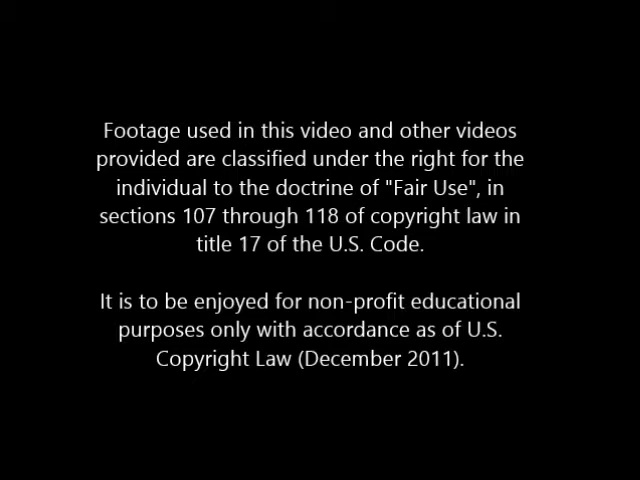 Footage used in this video and other videos
provided are classified under the right for the
individual to the doctrine of "Fair Use", in
sections 107 through 118 of copyright law in
title 17 of the U.S. Code.
It is to be enjoyed for non-profit educational
purposes only with accordance as of U.S.
Copyright Law (December 2011).